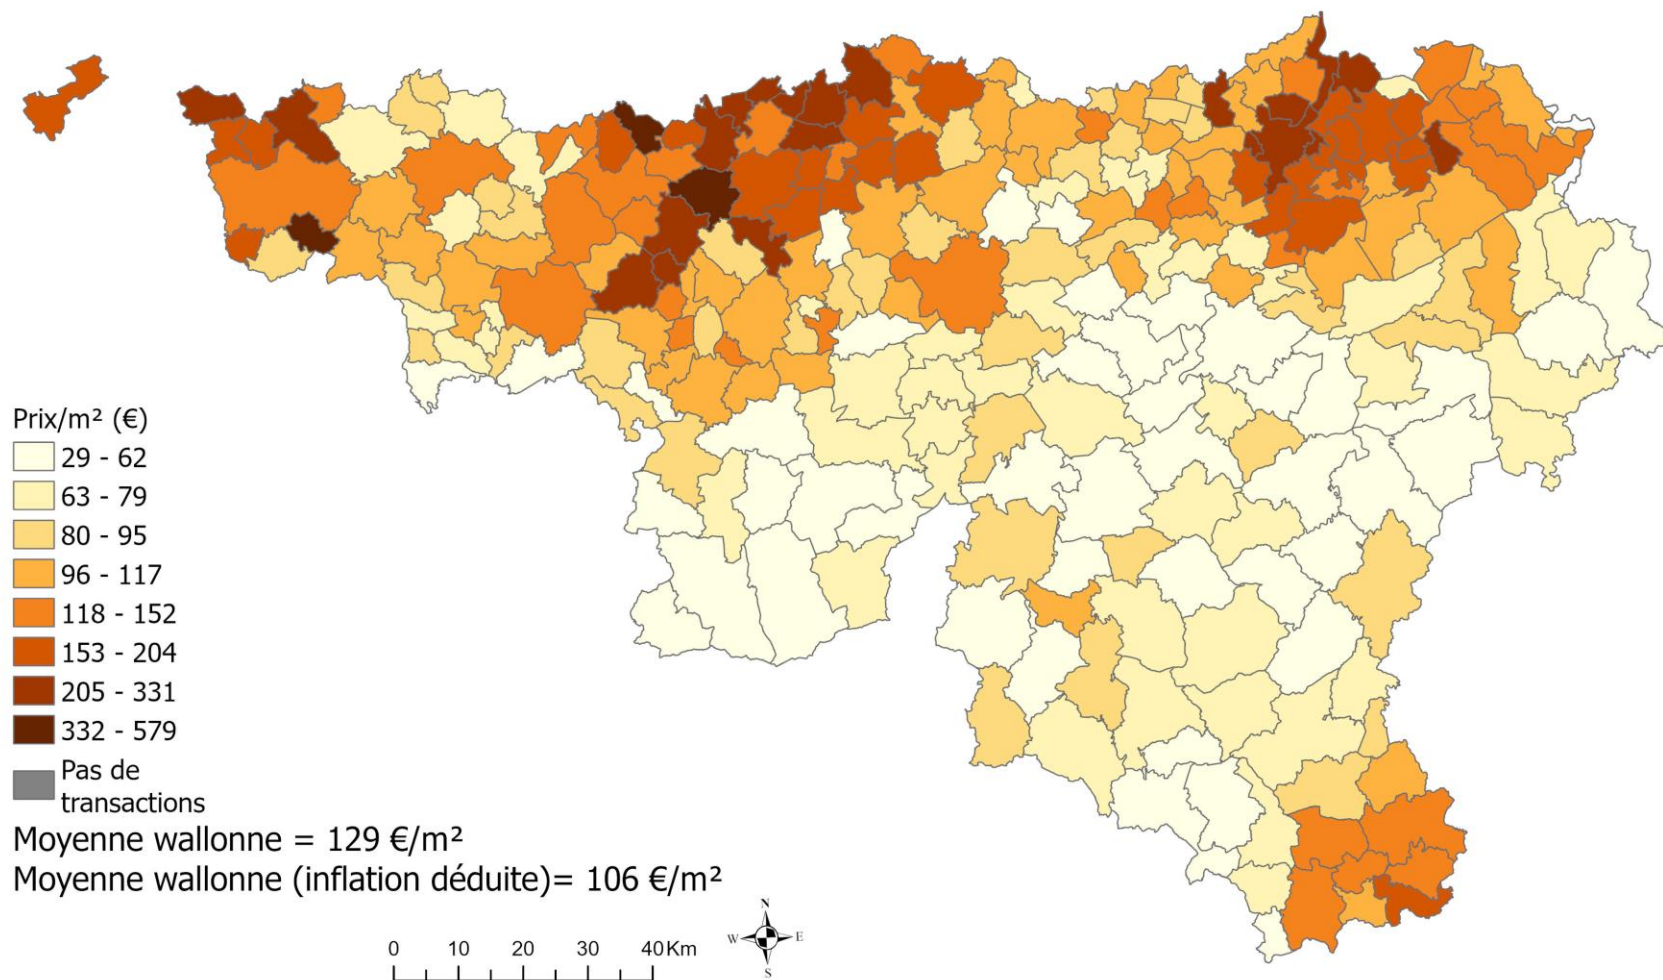 Prix/m² (€)
29 - 62
63 - 79
80 - 95
96 - 117
118 - 152
153 - 204
205 - 331
332 - 579
Pas de
transactions
Moyenne wallonne = 129 €/m²
Moyenne wallonne (inflation déduite)= 106 €/m²
0 10 20 30 40Km
N
W E
S